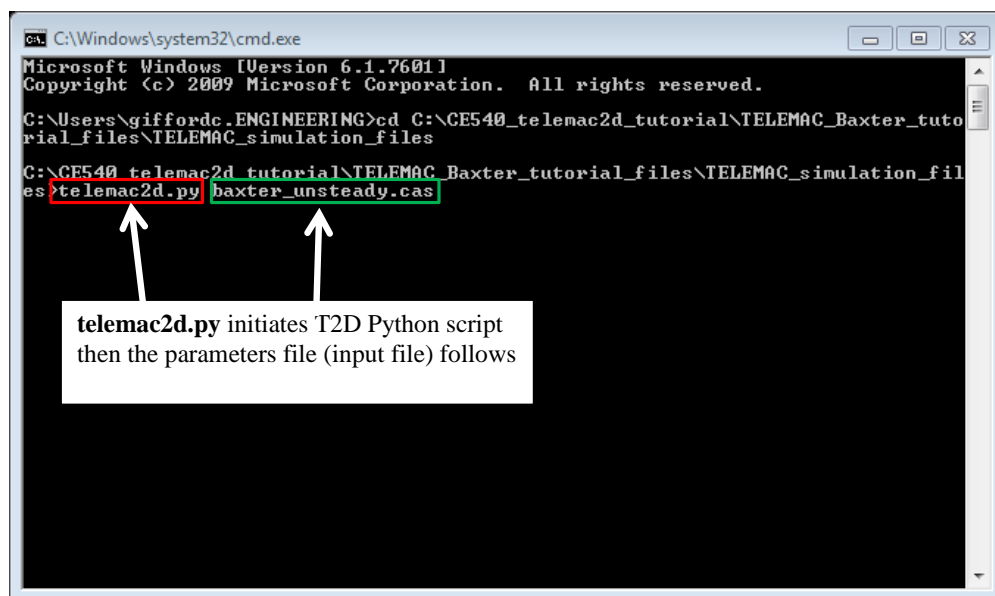 C:\Windows\system32\cmd.exe
Microsoft Windows [Version 6.1.7601]
Copyright (c) 2009 Microsoft Corporation. All rights reserved.
C:\Users\giffordc.ENGINEERING>cd C:\CE540_telemac2d_tutorial\TELEMAC_Baxter_tuto
rial_files\TELEMAC_simulation_files
C:\CE540_telemac2d_tutorial\TELEMAC_Baxter_tutorial_files\TELEMAC_simulation_fil
es>telemac2d.py baxter_unsteady.cas
telemac2d.py initiates T2D Python script
then the parameters file (input file) follows